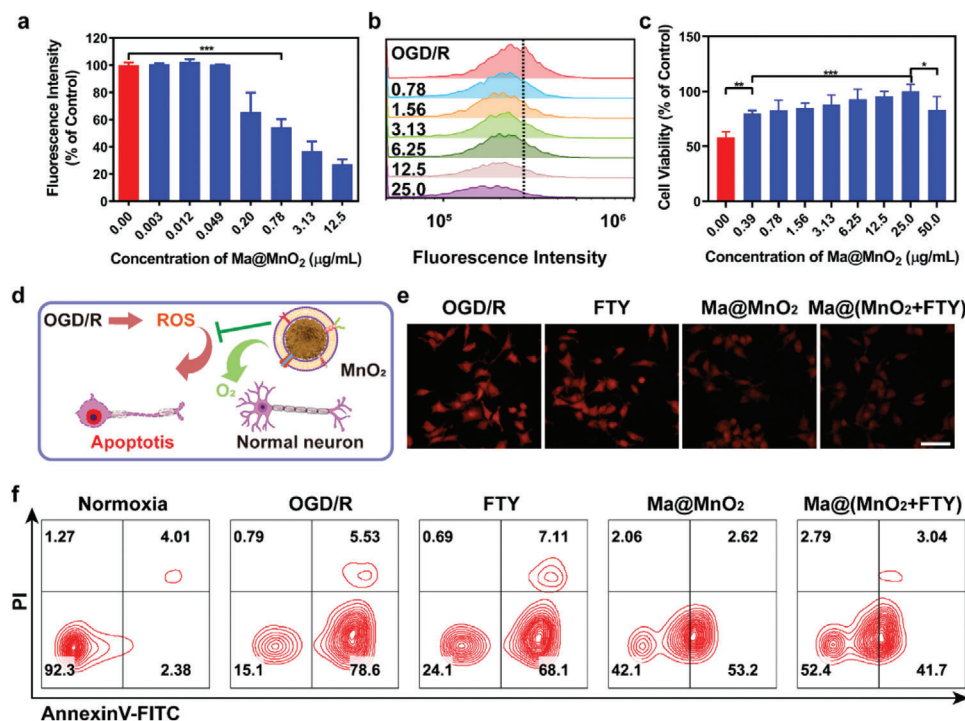 a
Fluorescence Intensity
(% of Control)
120
100
80
60
40
20
0
***
0.00
0.003
0.012
0.049
0.20
0.78
3.13
12.5
Concentration of Ma@MnO₂ (μg/mL)
b
OGD/R
0.78
1.56
3.13
6.25
12.5
25.0
10⁵
10⁶
Fluorescence Intensity
c
Cell Viability (% of Control)
150
100
50
0
**
***
*
0.00
0.39
0.78
1.56
3.13
6.25
12.5
25.0
50.0
Concentration of Ma@MnO₂ (μg/mL)
d
OGD/R
ROS
MnO₂
O₂
Apoptotis
Normal neuron
e
OGD/R
FTY
Ma@MnO₂
Ma@(MnO₂+FTY)
f
Normoxia
OGD/R
FTY
Ma@MnO₂
Ma@(MnO₂+FTY)
1.27 4.01
0.79 5.53
0.69 7.11
2.06 2.62
2.79 3.04
PI
92.3 2.38
15.1 78.6
24.1 68.1
42.1 53.2
52.4 41.7
AnnexinV-FITC